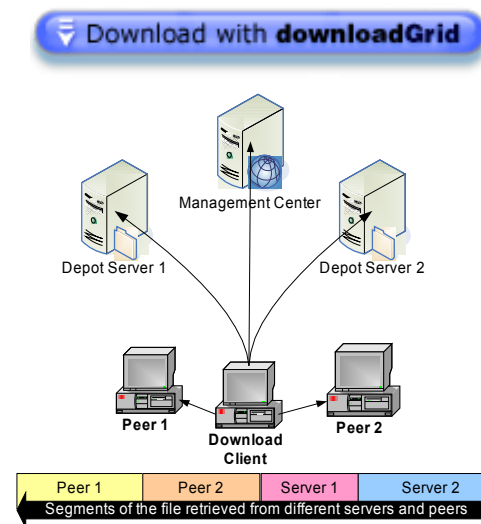 Download with downloadGrid
Management Center
Depot Server 1
Depot Server 2
Peer 1
Download
Client
Peer 2
Peer 1
Peer 2
Server 1
Server 2
Segments of the file retrieved from different servers and peers